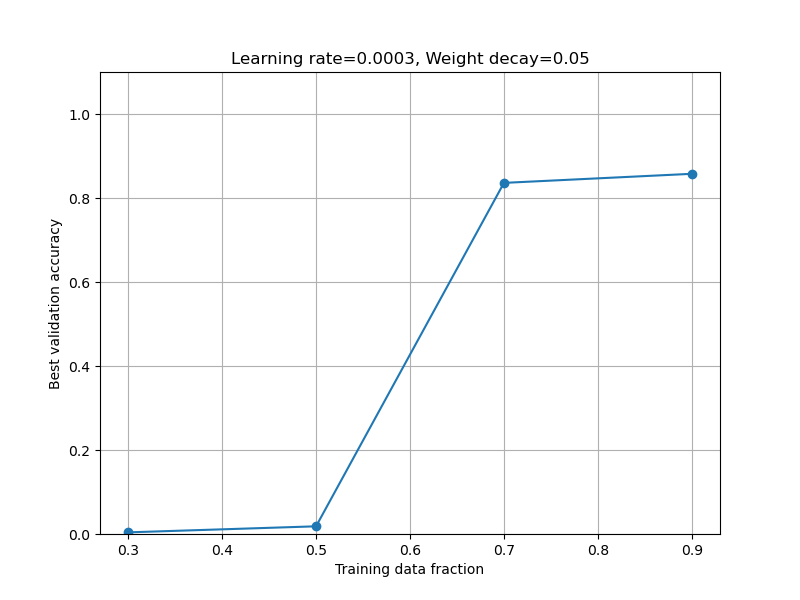 Learning rate=0.0003, Weight decay=0.05
1.0
0.8
0.6
0.4
0.2
0.0
Best validation accuracy
0.3 0.4 0.5 0.6 0.7 0.8 0.9
Training data fraction